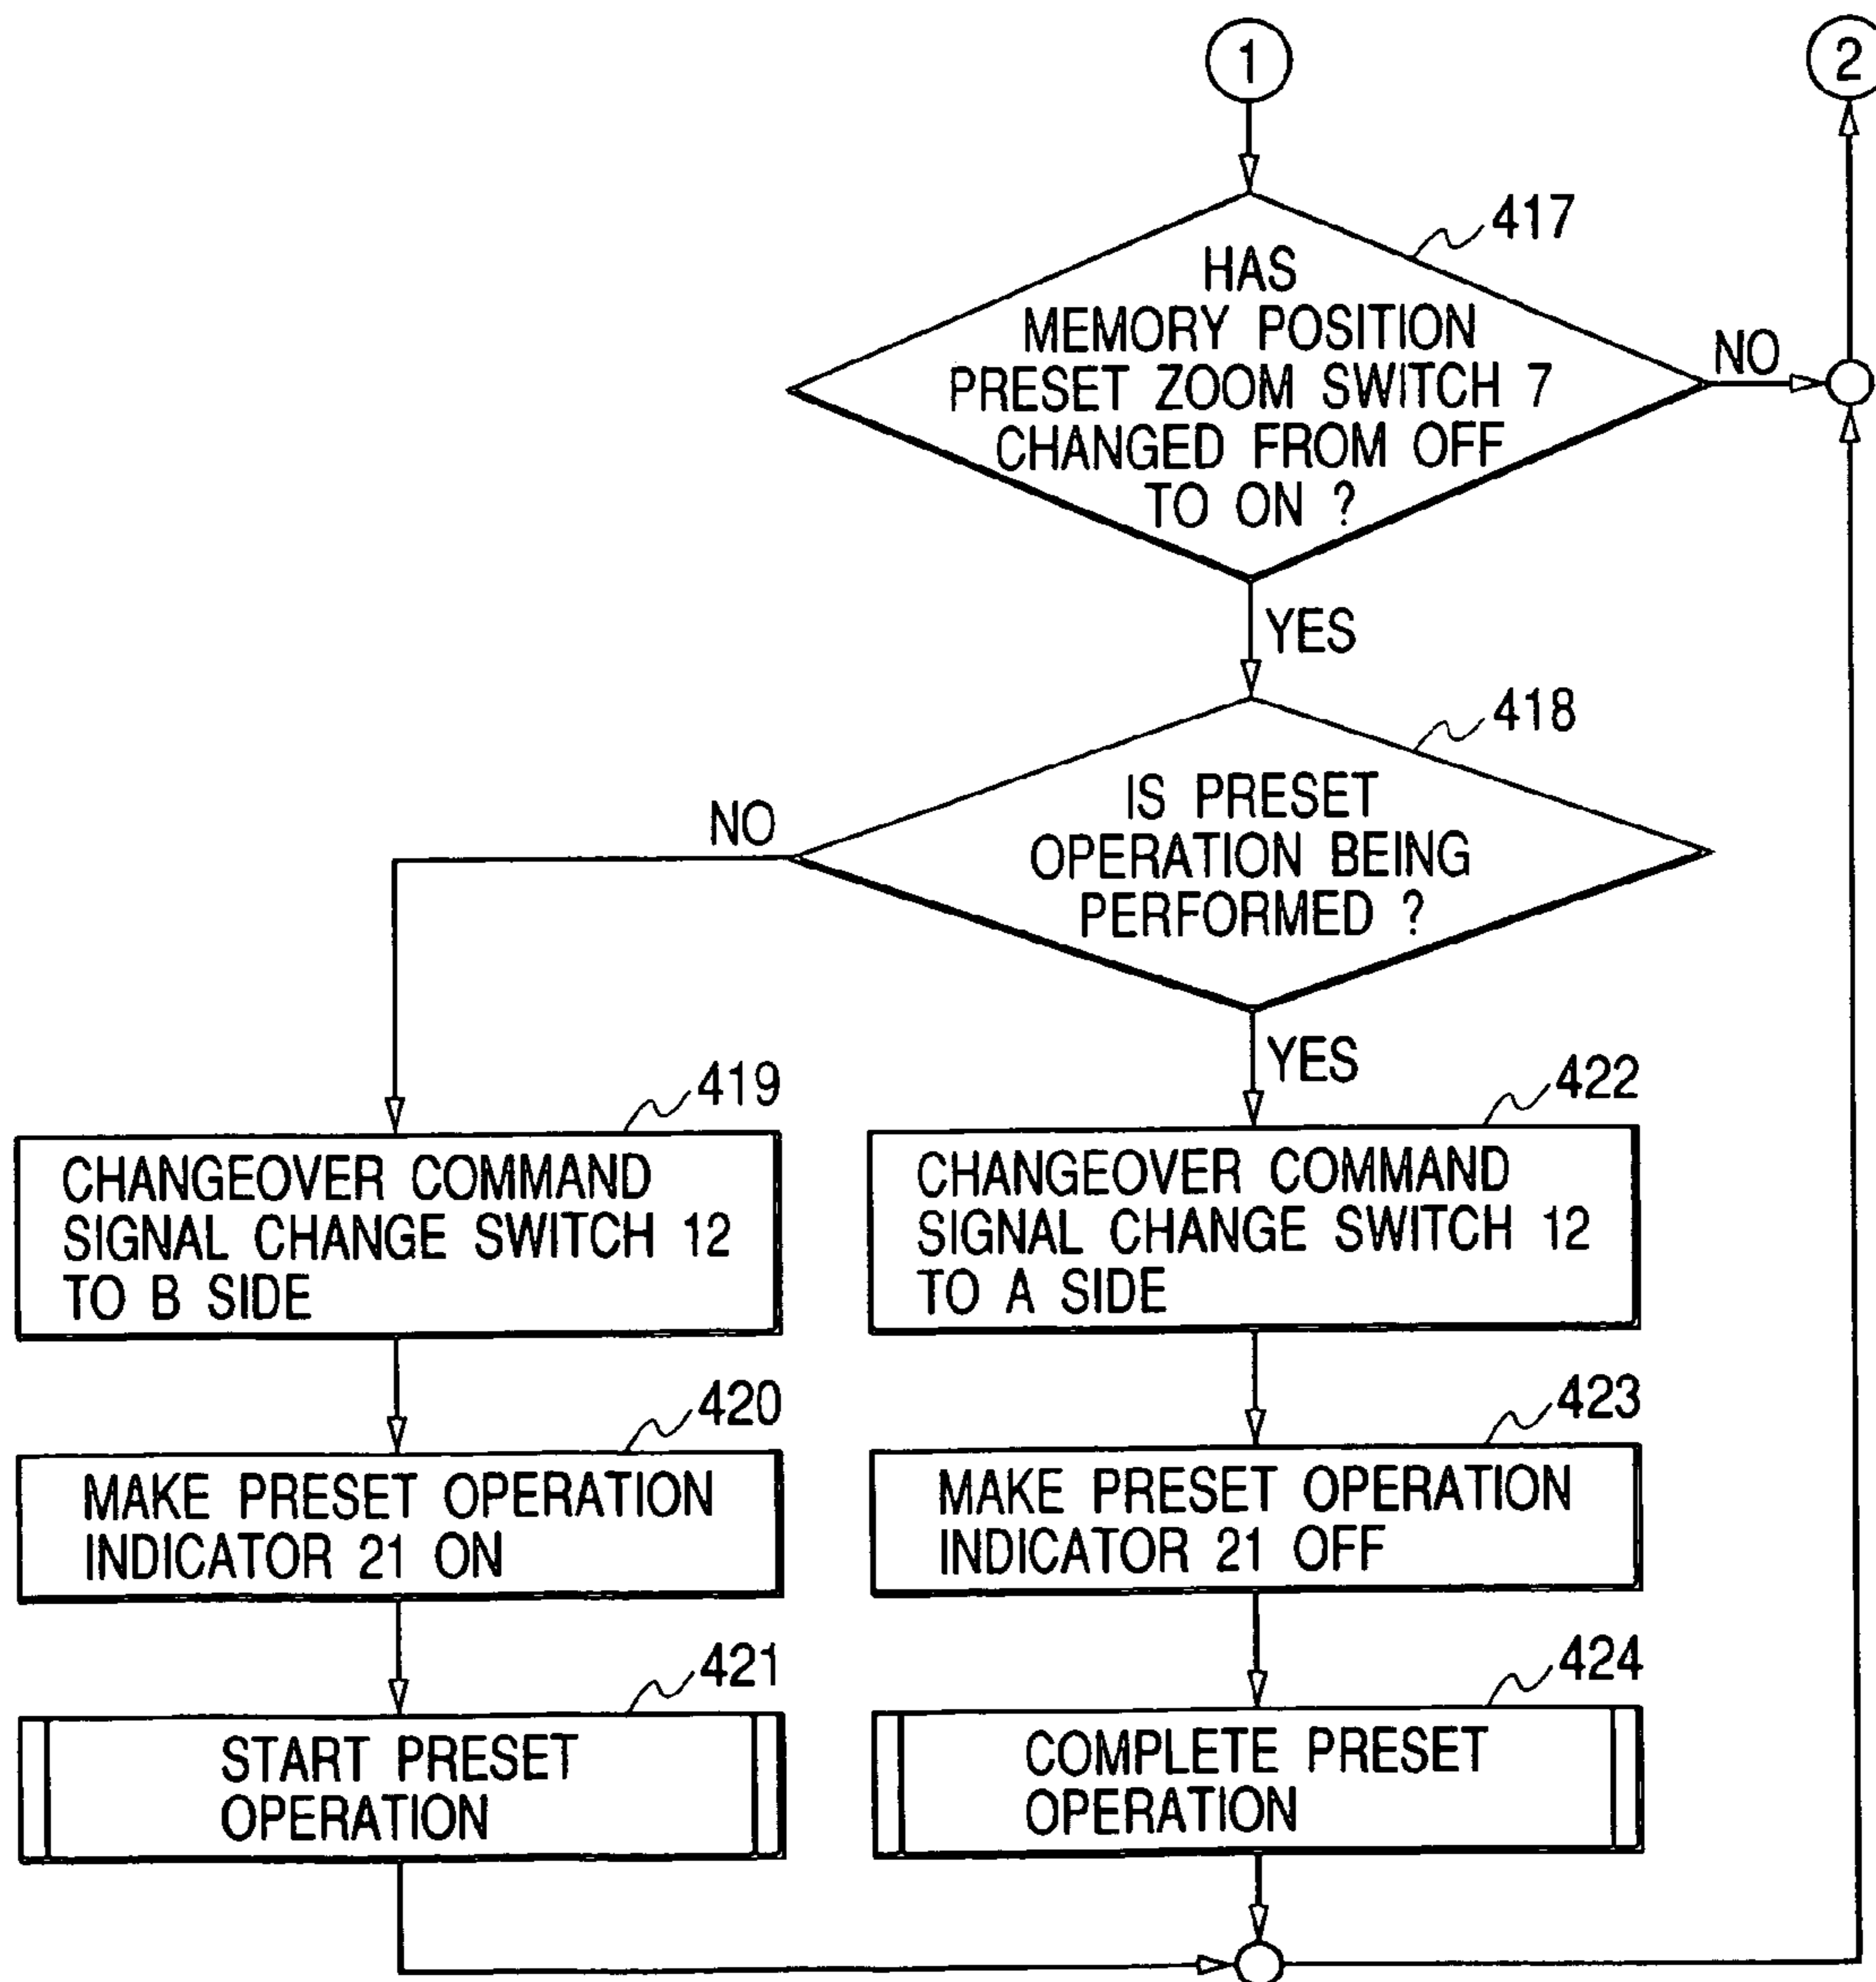 1
2
417
HAS
MEMORY POSITION
PRESET ZOOM SWITCH 7
CHANGED FROM OFF
TO ON ?
NO
YES
418
IS PRESET
OPERATION BEING
PERFORMED ?
NO
YES
419
CHANGEOVER COMMAND
SIGNAL CHANGE SWITCH 12
TO B SIDE
422
CHANGEOVER COMMAND
SIGNAL CHANGE SWITCH 12
TO A SIDE
420
MAKE PRESET OPERATION
INDICATOR 21 ON
423
MAKE PRESET OPERATION
INDICATOR 21 OFF
421
START PRESET
OPERATION
424
COMPLETE PRESET
OPERATION